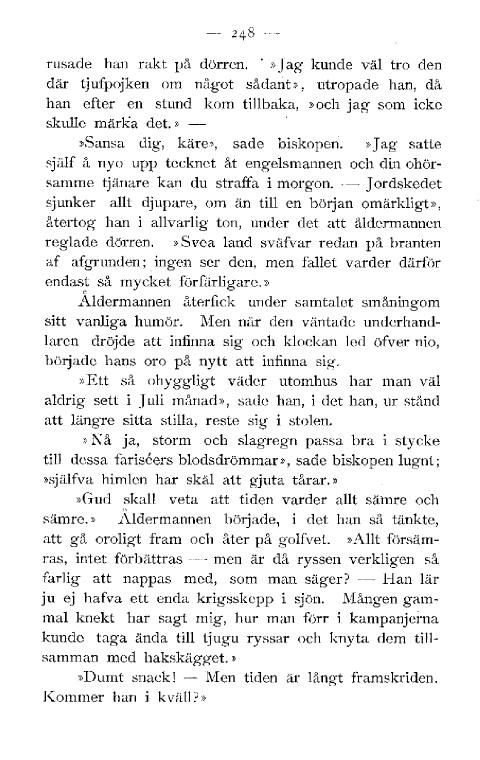 — 248 —
rusade han rakt på dörren. »Jag kunde väl tro den
där tjufpojken om något sådant», utropade han, då
han efter en stund kom tillbaka, »och jag som icke
skulle märka det.» —
»Sansa dig, käre», sade biskopen. »Jag satte
själf å nyo upp tecknet åt engelsmannen och din ohör-
samme tjänare kan du straffa i morgon. — Jordskedet
sjunker allt djupare, om än till en början omärkligt»,
återtog han i allvarlig ton, under det att åldermannen
reglade dörren. »Svea land sväfvar redan på branten
af afgrunden; ingen ser den, men fallet varder därför
endast så mycket förfärligare.»
Åldermannen återfick under samtalet småningom
sitt vanliga humör. Men när den väntade underhand-
laren dröjde att infinna sig och klockan led öfver nio,
började hans oro på nytt att infinna sig.
»Ett så ohyggligt väder utomhus har man väl
aldrig sett i Juli månad», sade han, i det han, ur stånd
att längre sitta stilla, reste sig i stolen.
»Nå ja, storm och slagregn passa bra i stycke
till dessa fariséers blodsdrömmar», sade biskopen lugnt;
»själfva himlen har skäl att gjuta tårar.»
»Gud skall veta att tiden varder allt sämre och
sämre.» Åldermannen började, i det han så tänkte,
att gå oroligt fram och åter på golfvet. »Allt försäm-
ras, intet förbättras — men är då ryssen verkligen så
farlig att nappas med, som man säger? — Han lär
ju ej hafva ett enda krigsskepp i sjön. Mången gam-
mal knekt har sagt mig, hur man förr i kampanjerna
kunde taga ända till tjugu ryssar och knyta dem till-
samman med hakskägget.»
»Dumt snack! — Men tiden är långt framskriden.
Kommer han i kväll?»